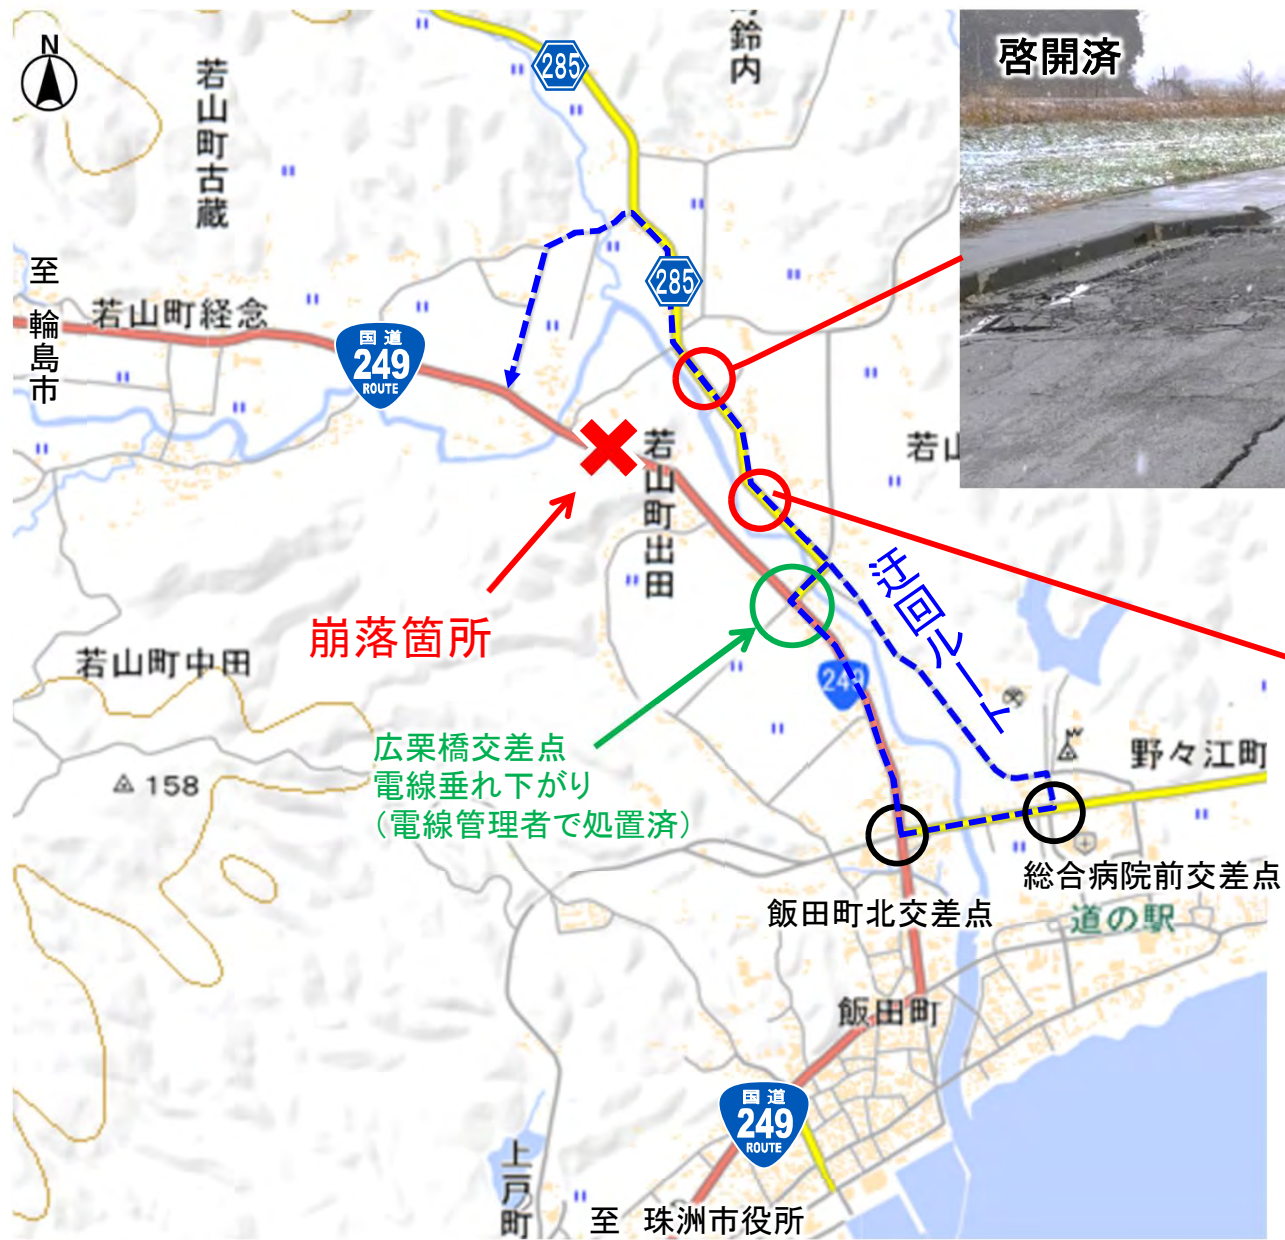 N
285
鈴内
啓開済
若山町古蔵
至 輪島市
若山町経念
285
国道
249
ROUTE
若山町出田
若山
迂回ルート
崩落箇所
若山町中田
249
広栗橋交差点
電線垂れ下がり
（電線管理者で処置済）
158
野々江町
総合病院前交差点
飯田町北交差点
道の駅
飯田町
国道
249
ROUTE
上戸町
至 珠洲市役所